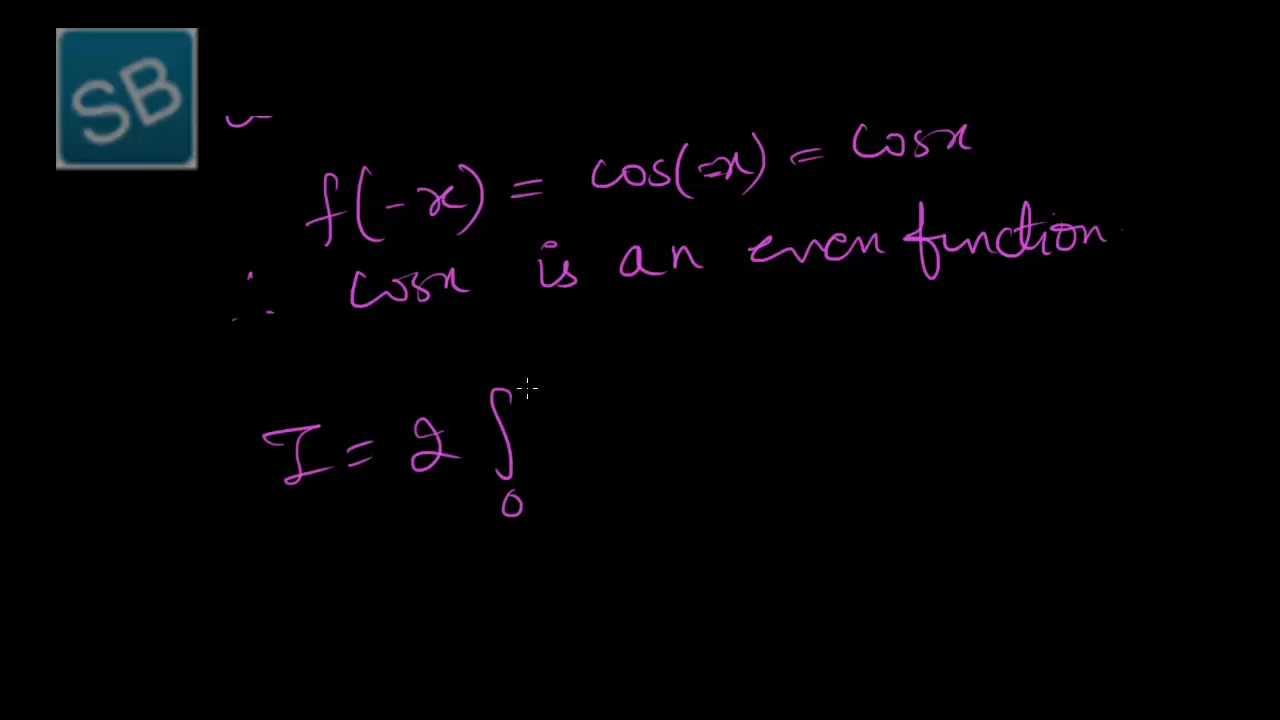 SB
f(-x) = cos(-x) = cosx
∴ cosx is an even function
I = 2 ∫
0